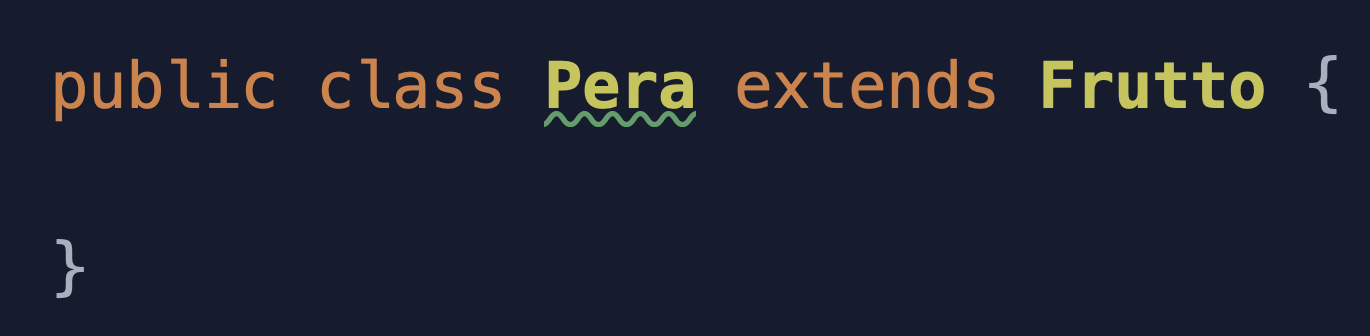 public class Pera extends Frutto {
}